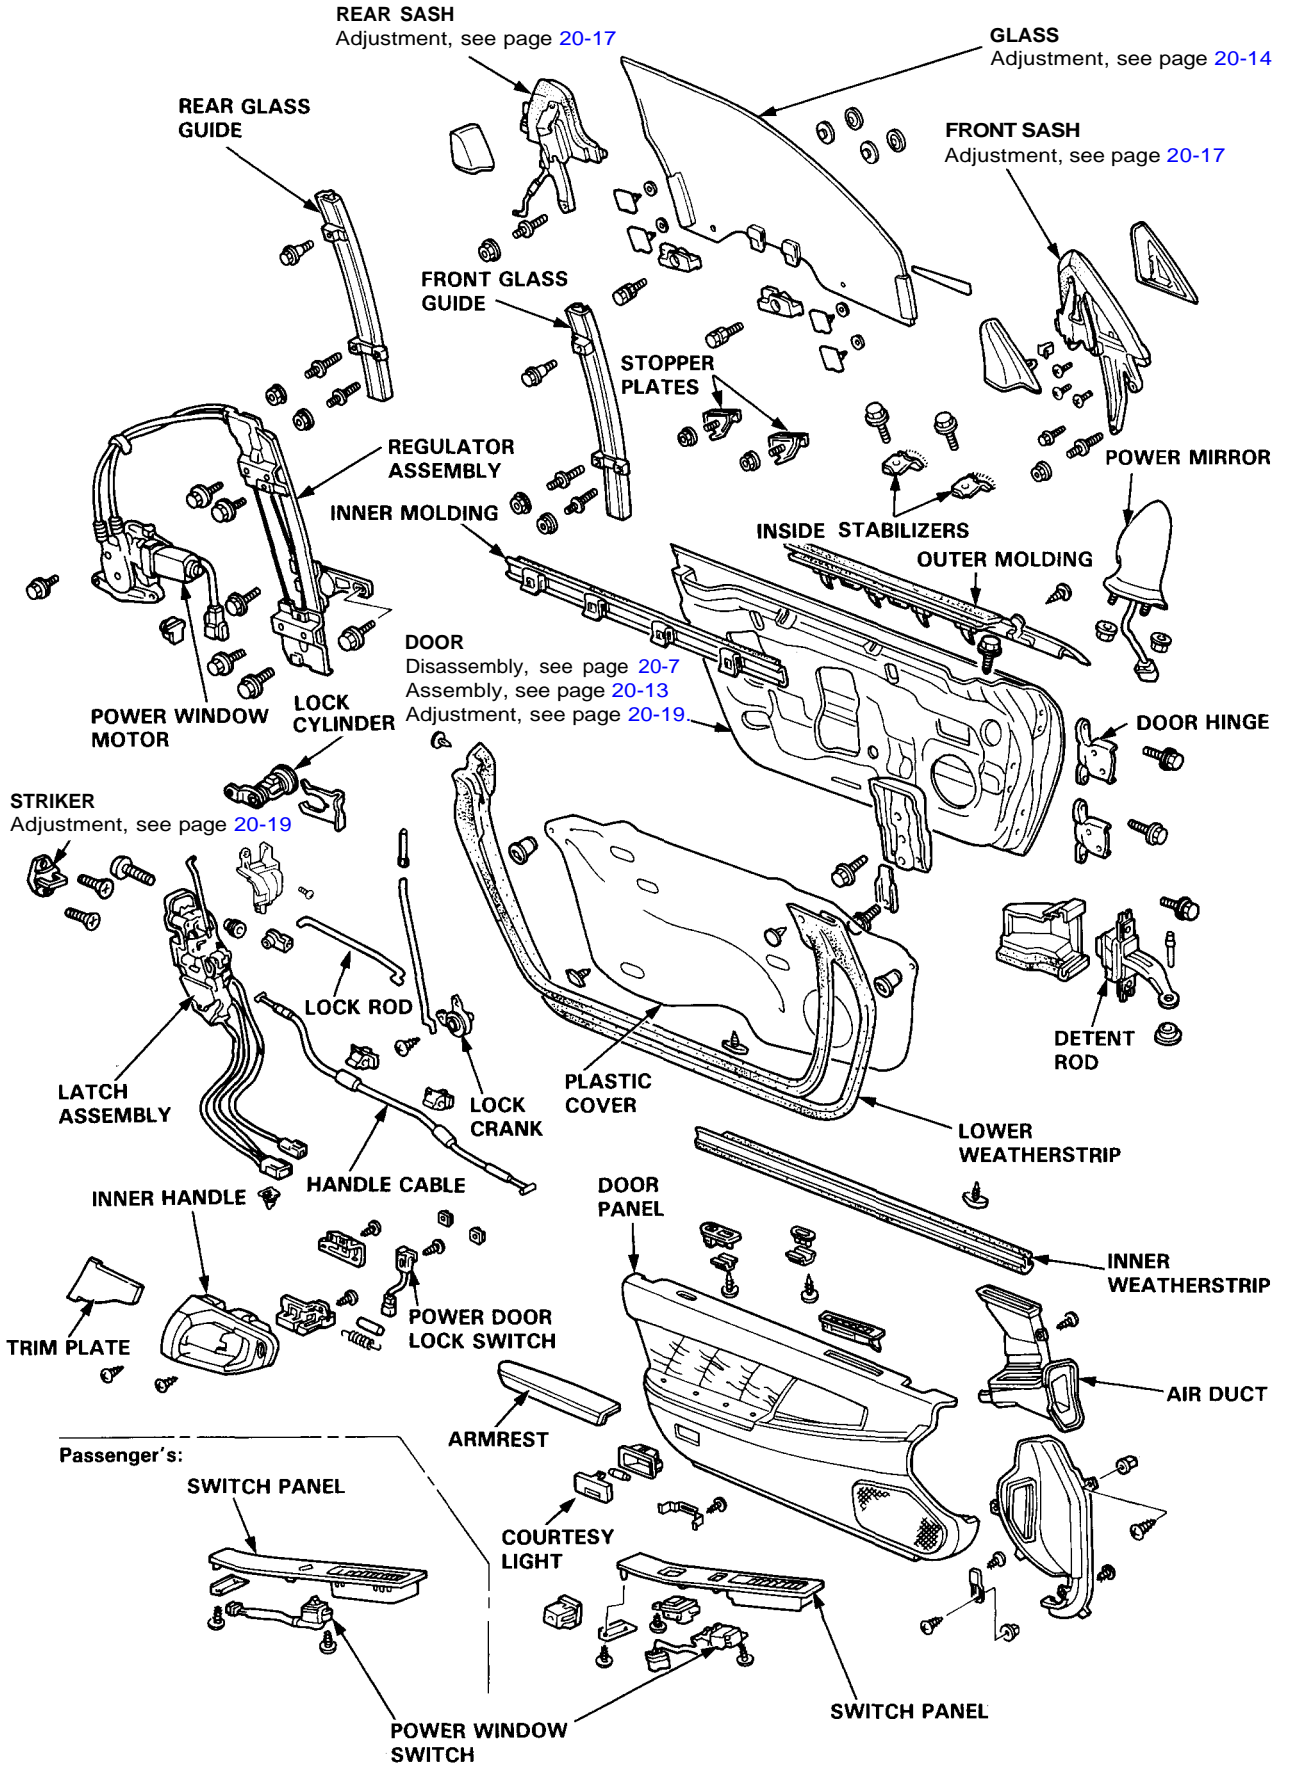 REAR SASH
Adjustment, see page 20-17
GLASS
Adjustment, see page 20-14
REAR GLASS
GUIDE
FRONT SASH
Adjustment, see page 20-17
FRONT GLASS
GUIDE
STOPPER
PLATES
REGULATOR
ASSEMBLY
POWER MIRROR
INNER MOLDING
INSIDE STABILIZERS
OUTER MOLDING
DOOR
Disassembly, see page 20-7
Assembly, see page 20-13
Adjustment, see page 20-19.
POWER WINDOW
MOTOR
LOCK
CYLINDER
DOOR HINGE
STRIKER
Adjustment, see page 20-19
LOCK ROD
DETENT
ROD
LATCH
ASSEMBLY
LOCK
CRANK
PLASTIC
COVER
LOWER
WEATHERSTRIP
INNER HANDLE
HANDLE CABLE
DOOR
PANEL
INNER
WEATHERSTRIP
TRIM PLATE
POWER DOOR
LOCK SWITCH
AIR DUCT
ARMREST
Passenger's:
SWITCH PANEL
COURTESY
LIGHT
SWITCH PANEL
POWER WINDOW
SWITCH